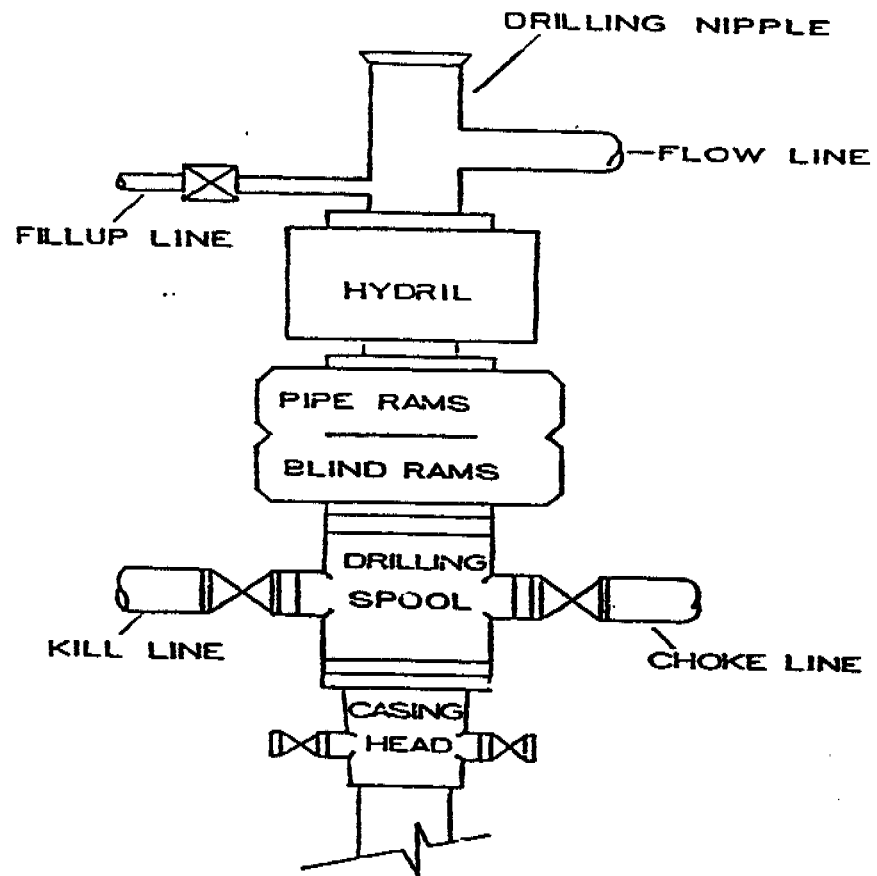 DRILLING NIPPLE
FLOW LINE
FILLUP LINE
HYDRIL
PIPE RAMS
BLIND RAMS
DRILLING
SPOOL
KILL LINE
CHOKE LINE
CASING
HEAD